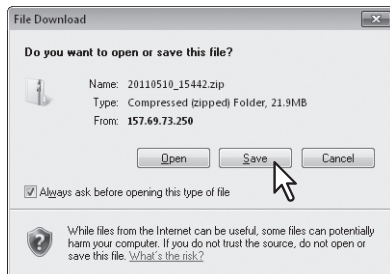 File Download
Do you want to open or save this file?
Name: 20110510_15442.zip
Type: Compressed (zipped) Folder, 21.9MB
From: 157.69.73.250
Open Save Cancel
Always ask before opening this type of file
While files from the Internet can be useful, some files can potentially
harm your computer. If you do not trust the source, do not open or
save this file. What's the risk?